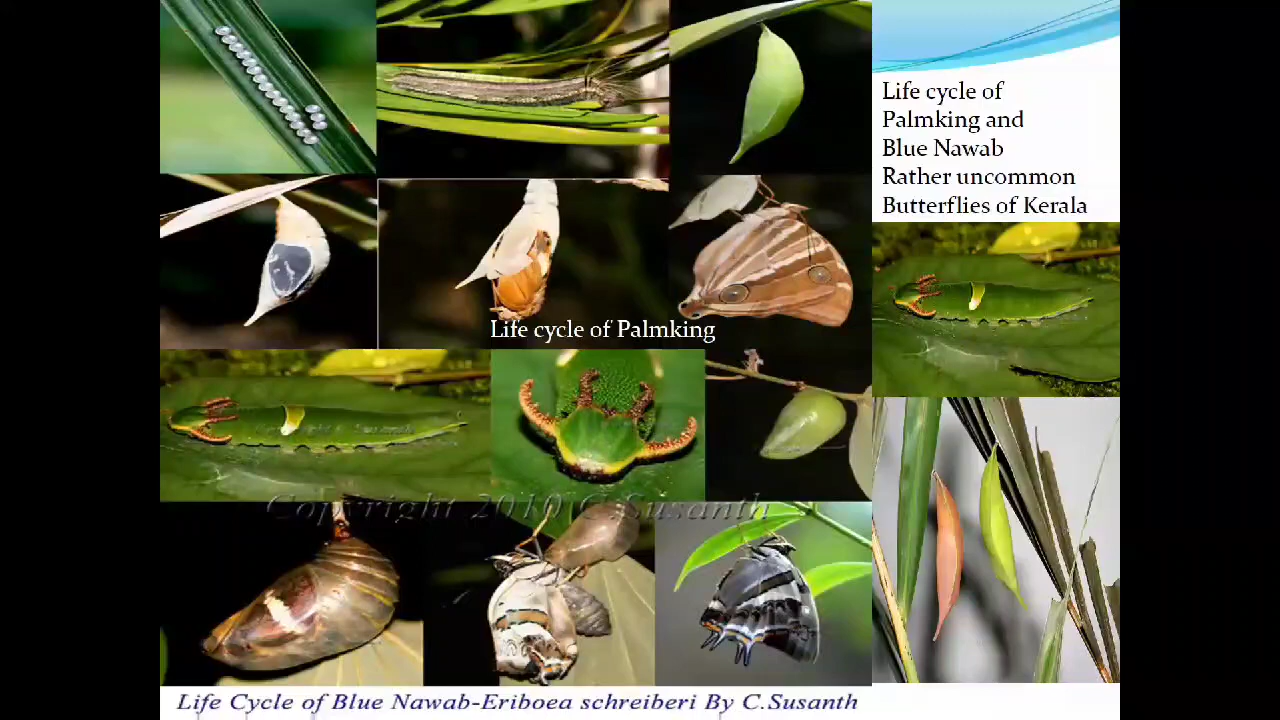 Life cycle of
Palmking and
Blue Nawab
Rather uncommon
Butterflies of Kerala
Life cycle of Palmking
Copyright 2010 C.Susanth
Life Cycle of Blue Nawab-Eriboea schreiberi By C.Susanth